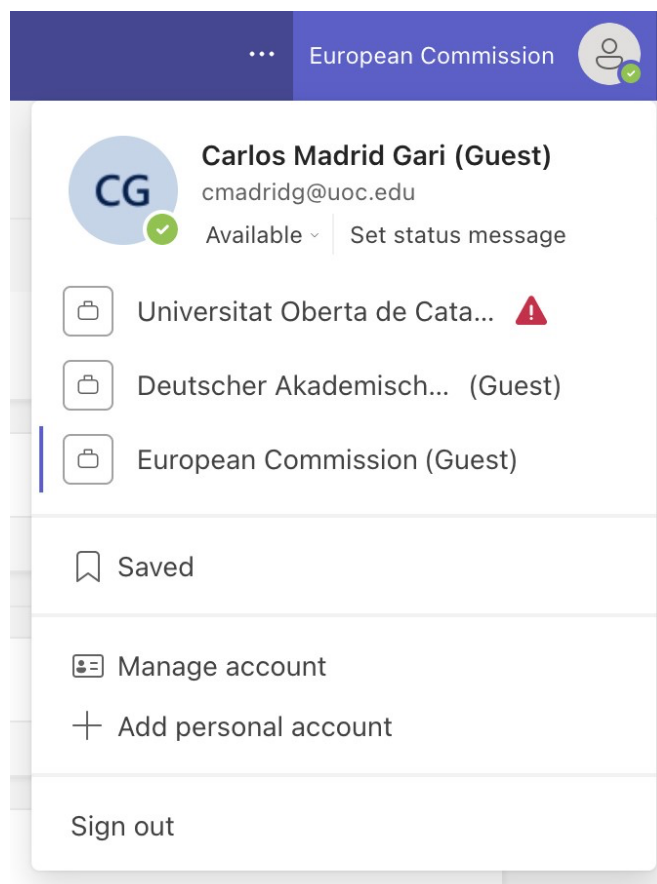 ... European Commission
CG
Carlos Madrid Gari (Guest)
cmadridg@uoc.edu
Available Set status message
Universitat Oberta de Cata...
Deutscher Akademisch... (Guest)
European Commission (Guest)
Saved
Manage account
Add personal account
Sign out